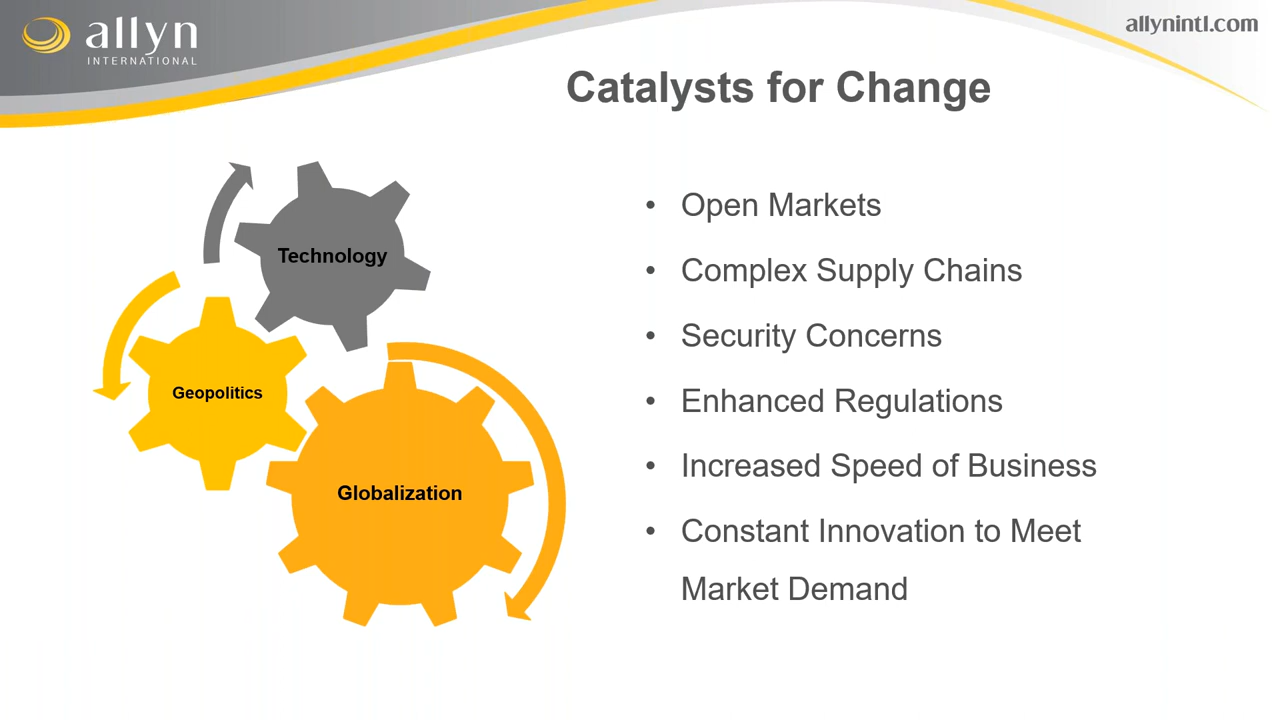 allyn
INTERNATIONAL
allynintl.com
Catalysts for Change
Technology
Geopolitics
Globalization
• Open Markets
• Complex Supply Chains
• Security Concerns
• Enhanced Regulations
• Increased Speed of Business
• Constant Innovation to Meet
Market Demand